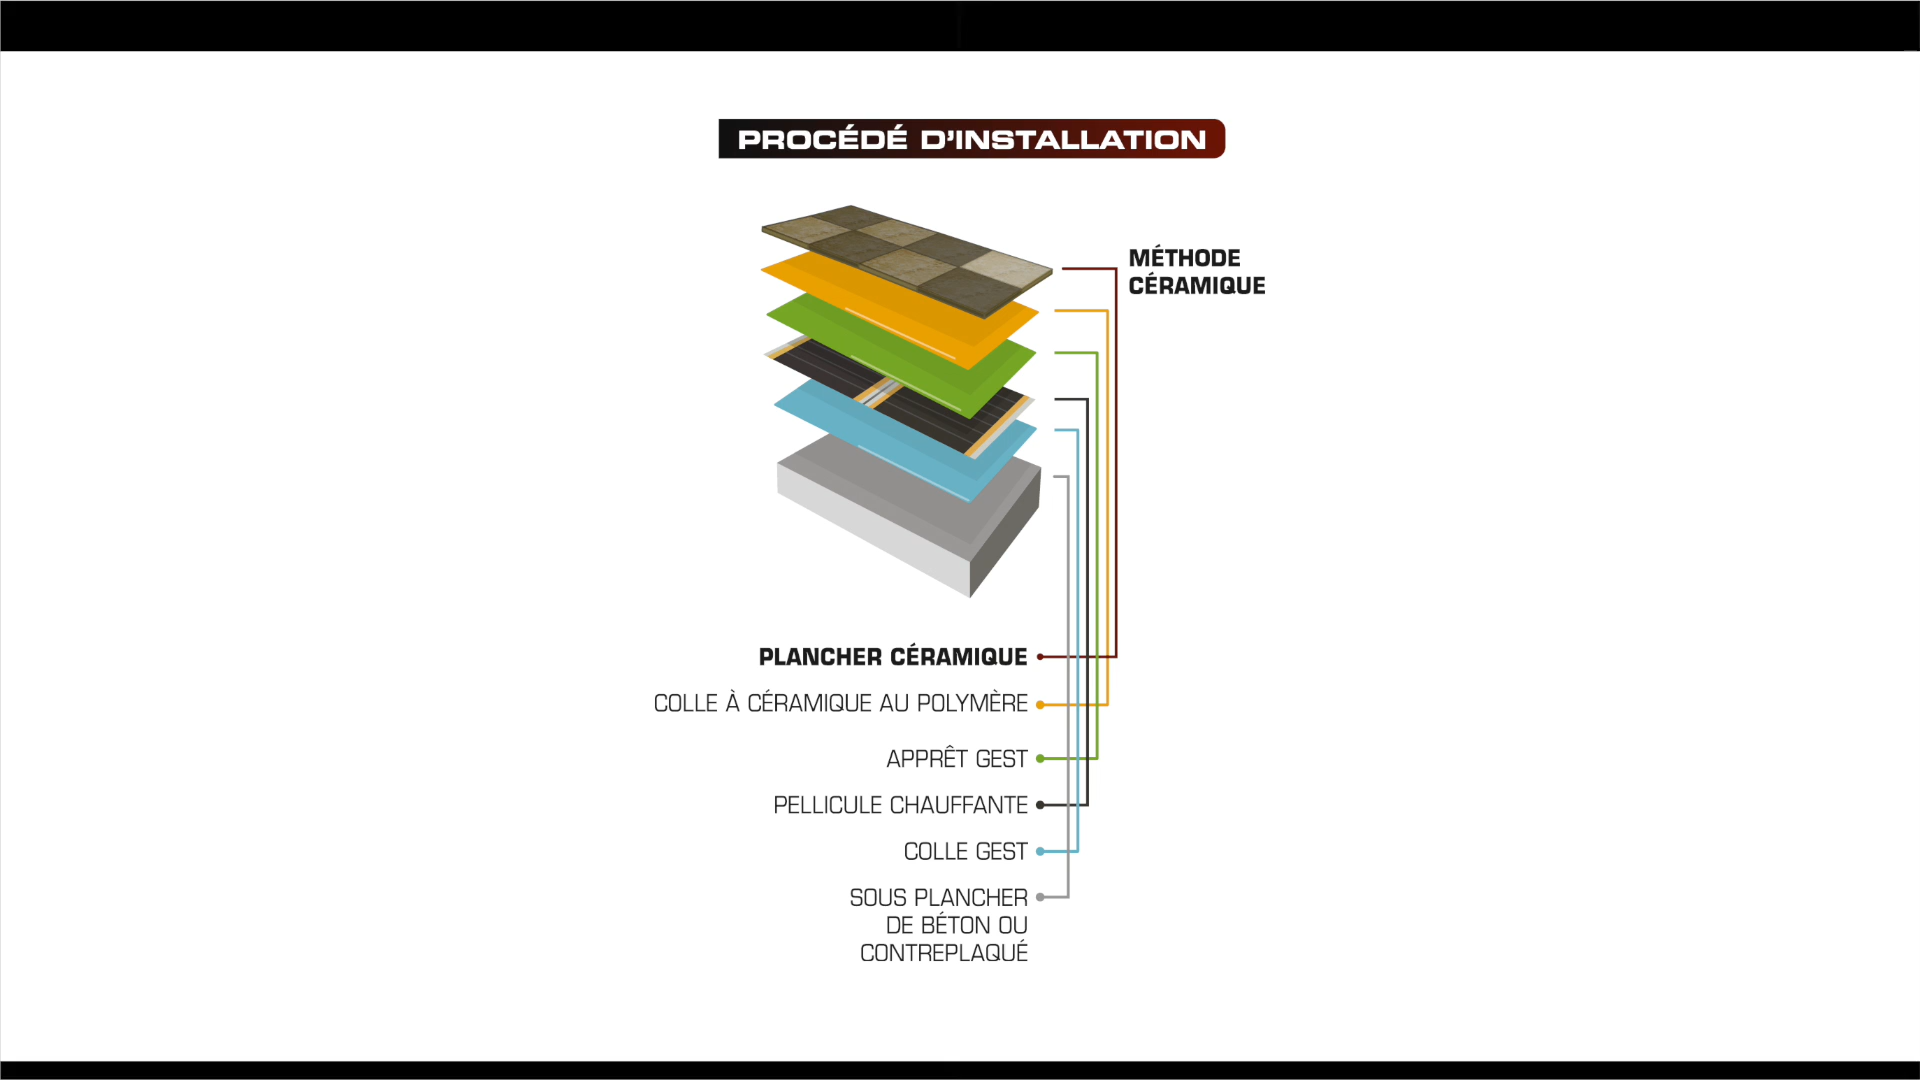 PROCÉDÉ D'INSTALLATION
MÉTHODE
CÉRAMIQUE
PLANCHER CÉRAMIQUE
COLLE À CÉRAMIQUE AU POLYMÈRE
APPRÊT GEST
PELLICULE CHAUFFANTE
COLLE GEST
SOUS PLANCHER
DE BÉTON OU
CONTREPLAQUÉ